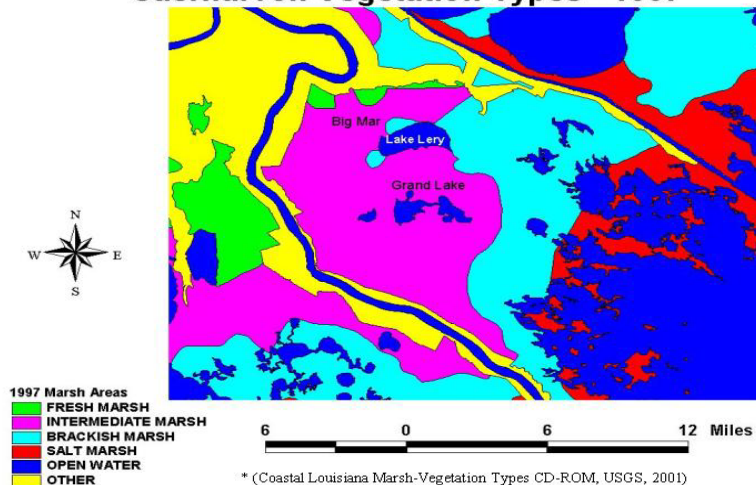 Big Mar
Lake Lery
Grand Lake
N
W E
S
1997 Marsh Areas
FRESH MARSH
INTERMEDIATE MARSH
BRACKISH MARSH
SALT MARSH
OPEN WATER
OTHER
6 0 6 12 Miles
* (Coastal Louisiana Marsh-Vegetation Types CD-ROM, USGS, 2001)